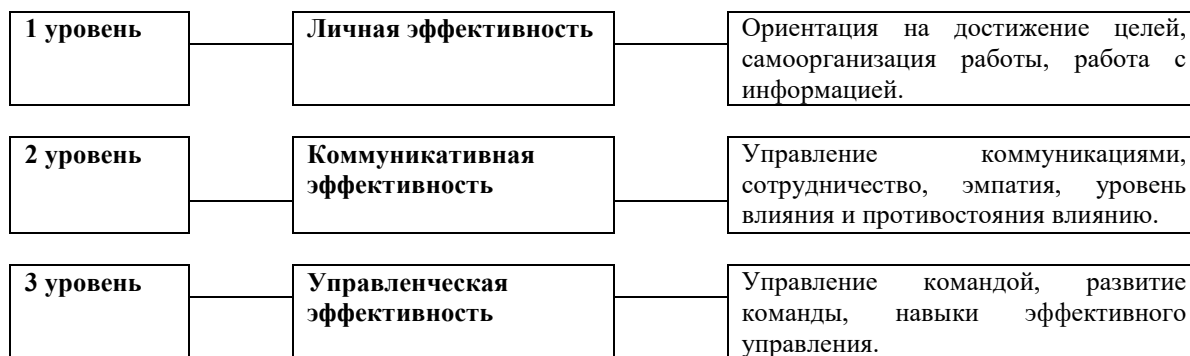 1 уровень
Личная эффективность
Ориентация на достижение целей,
самоорганизация работы, работа с
информацией.
2 уровень
Коммуникативная
эффективность
Управление коммуникациями,
сотрудничество, эмпатия, уровень
влияния и противостояния влиянию.
3 уровень
Управленческая
эффективность
Управление командой, развитие
команды, навыки эффективного
управления.